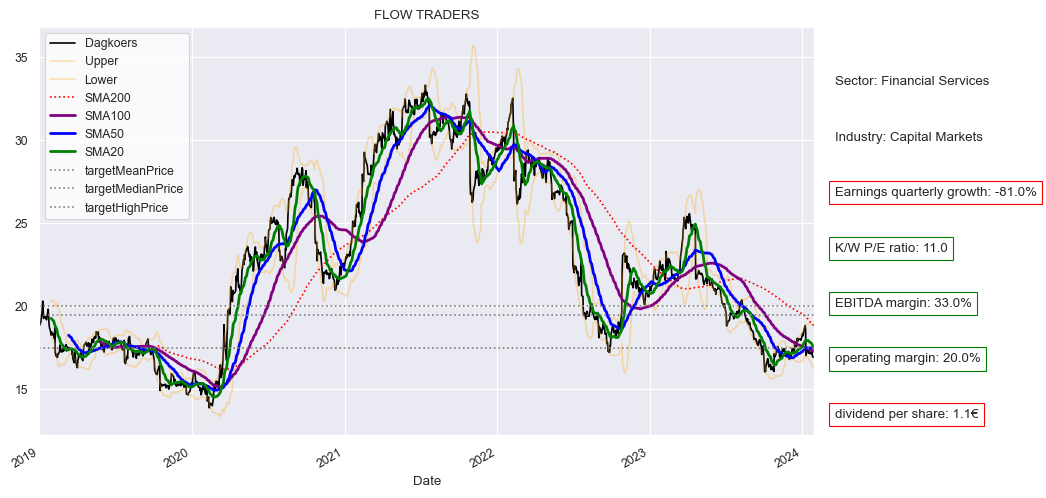 FLOW TRADERS
Dagkoers
Upper
Lower
SMA200
SMA100
SMA50
SMA20
targetMeanPrice
targetMedianPrice
targetHighPrice
35
30
25
20
15
2019
2020
2021
2022
2023
2024
Date
Sector: Financial Services
Industry: Capital Markets
Earnings quarterly growth: -81.0%
K/W P/E ratio: 11.0
EBITDA margin: 33.0%
operating margin: 20.0%
dividend per share: 1.1€